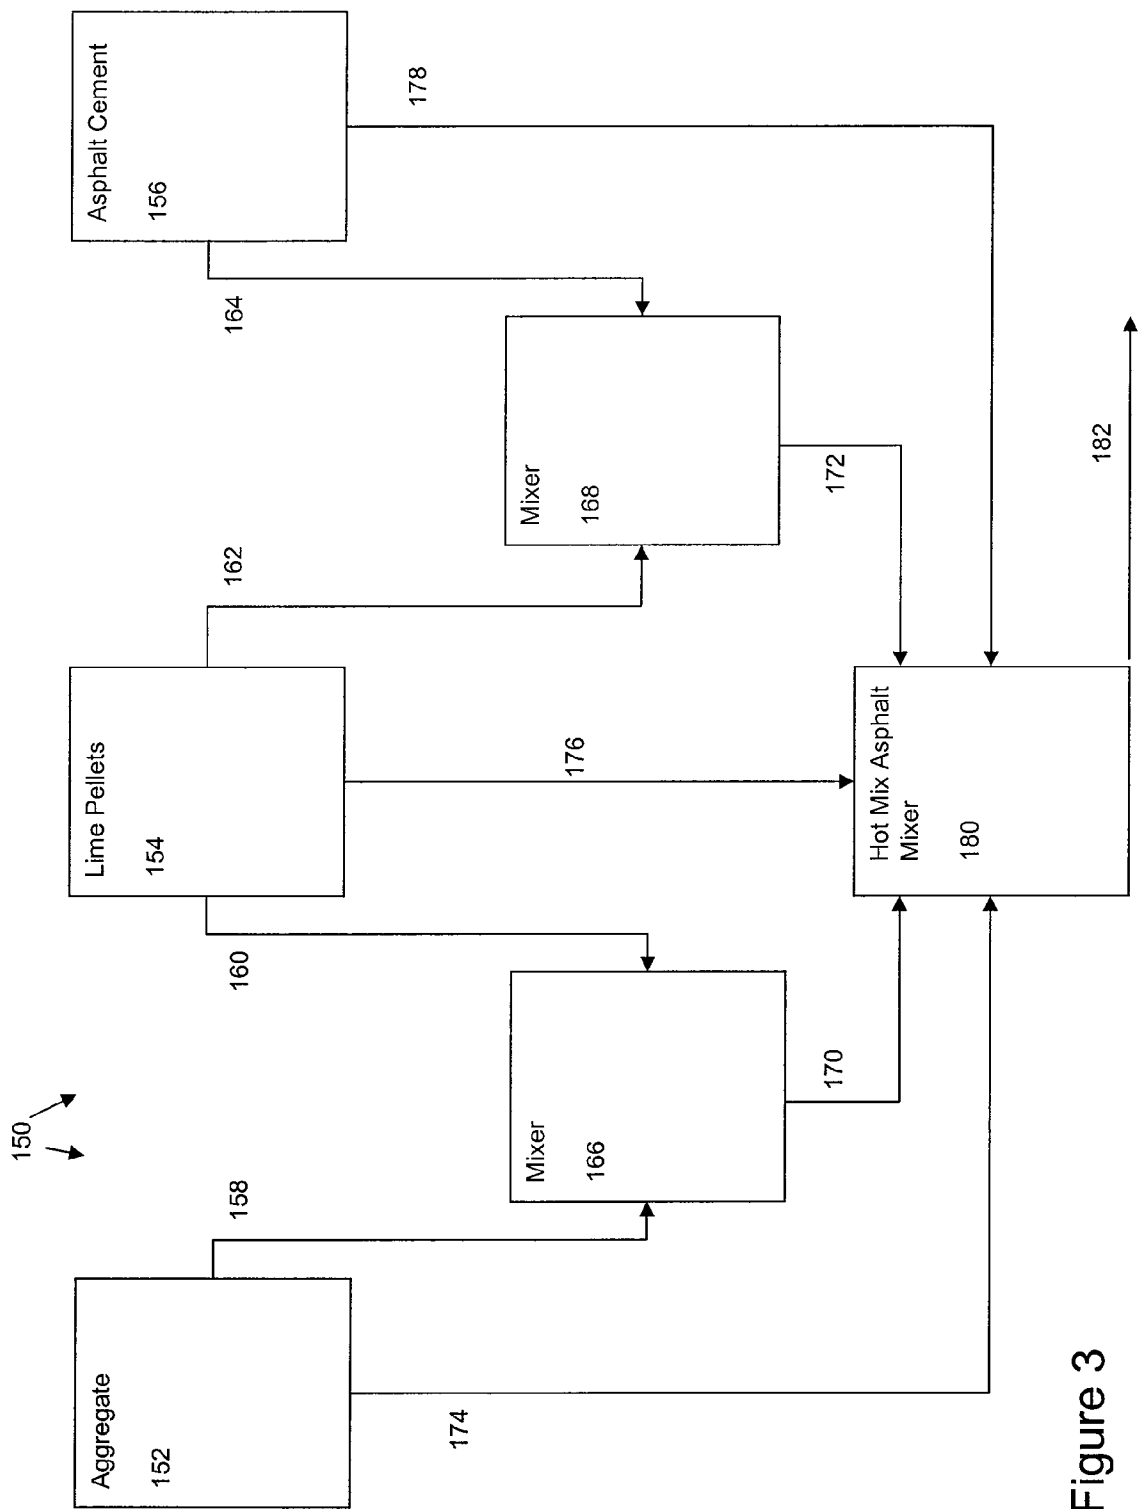 150
Aggregate
152
Lime Pellets
154
Asphalt Cement
156
158
160
162
164
174
Mixer
166
176
Mixer
168
178
170
172
Hot Mix Asphalt
Mixer
180
182
Figure 3